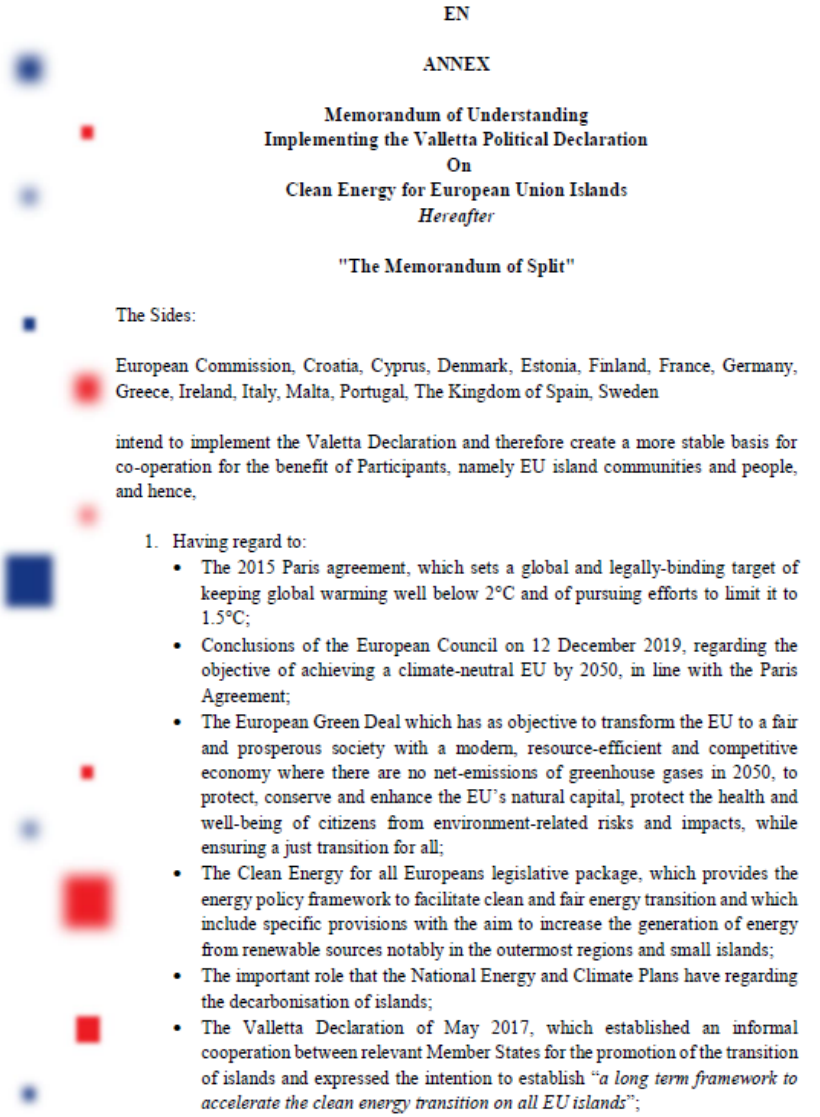 EN
ANNEX
Memorandum of Understanding
Implementing the Valletta Political Declaration
On
Clean Energy for European Union Islands
Hereafter
"The Memorandum of Split"
The Sides:
European Commission, Croatia, Cyprus, Denmark, Estonia, Finland, France, Germany,
Greece, Ireland, Italy, Malta, Portugal, The Kingdom of Spain, Sweden
intend to implement the Valetta Declaration and therefore create a more stable basis for
co-operation for the benefit of Participants, namely EU island communities and people,
and hence,
1. Having regard to:
• The 2015 Paris agreement, which sets a global and legally-binding target of
keeping global warming well below 2°C and of pursuing efforts to limit it to
1.5°C;
• Conclusions of the European Council on 12 December 2019, regarding the
objective of achieving a climate-neutral EU by 2050, in line with the Paris
Agreement;
• The European Green Deal which has as objective to transform the EU to a fair
and prosperous society with a modern, resource-efficient and competitive
economy where there are no net-emissions of greenhouse gases in 2050, to
protect, conserve and enhance the EU’s natural capital, protect the health and
well-being of citizens from environment-related risks and impacts, while
ensuring a just transition for all;
• The Clean Energy for all Europeans legislative package, which provides the
energy policy framework to facilitate clean and fair energy transition and which
include specific provisions with the aim to increase the generation of energy
from renewable sources notably in the outermost regions and small islands;
• The important role that the National Energy and Climate Plans have regarding
the decarbonisation of islands;
• The Valletta Declaration of May 2017, which established an informal
cooperation between relevant Member States for the promotion of the transition
of islands and expressed the intention to establish “a long term framework to
accelerate the clean energy transition on all EU islands”;